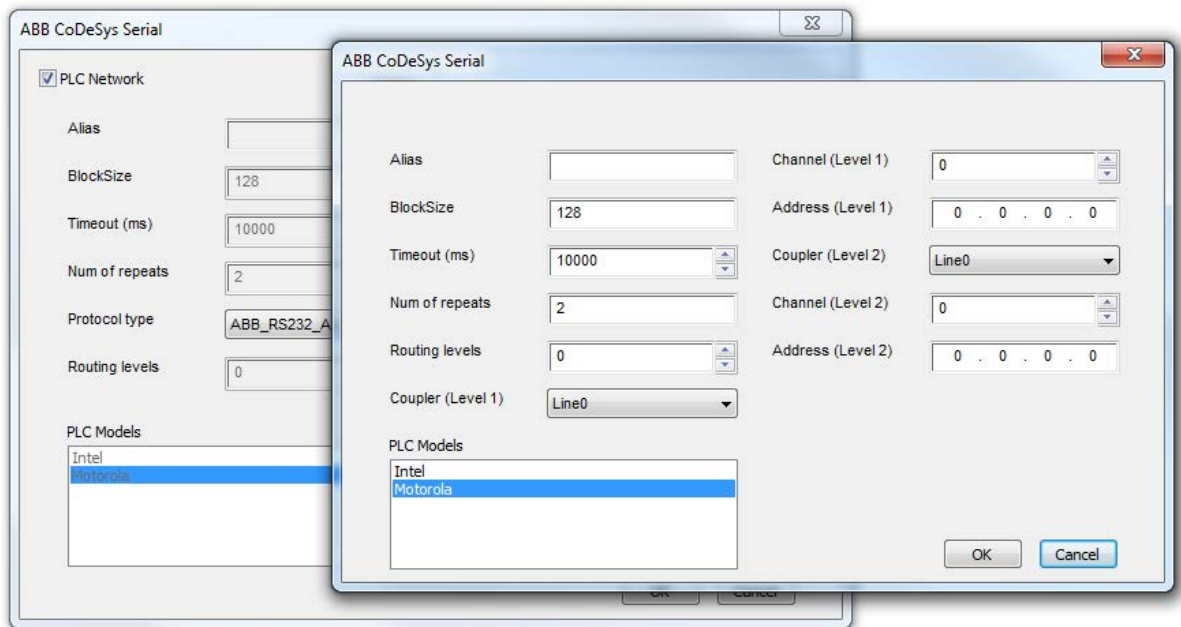 ABB CoDeSys Serial
PLC Network
Alias
BlockSize 128
Timeout (ms) 10000
Num of repeats 2
Protocol type ABB_RS232_A
Routing levels 0
PLC Models
Intel
Motorola
OK Cancel
ABB CoDeSys Serial
Alias
BlockSize 128
Timeout (ms) 10000
Num of repeats 2
Routing levels 0
Coupler (Level 1) Line0
PLC Models
Intel
Motorola
Channel (Level 1) 0
Address (Level 1) 0 . 0 . 0 . 0
Coupler (Level 2) Line0
Channel (Level 2) 0
Address (Level 2) 0 . 0 . 0 . 0
OK Cancel